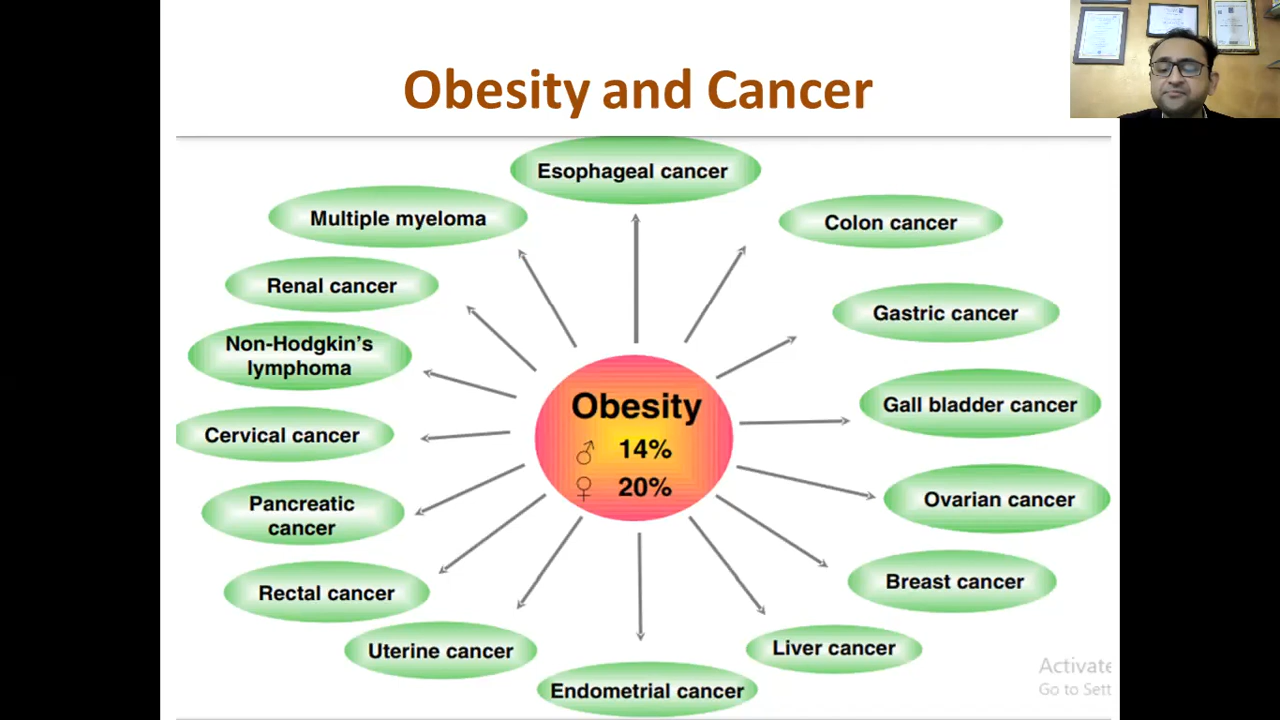 Obesity and Cancer
Esophageal cancer
Multiple myeloma
Colon cancer
Renal cancer
Gastric cancer
Non-Hodgkin's
lymphoma
Gall bladder cancer
Obesity
♂ 14%
♀ 20%
Cervical cancer
Ovarian cancer
Pancreatic
cancer
Breast cancer
Rectal cancer
Liver cancer
Uterine cancer
Endometrial cancer
Activate
Go to Sett